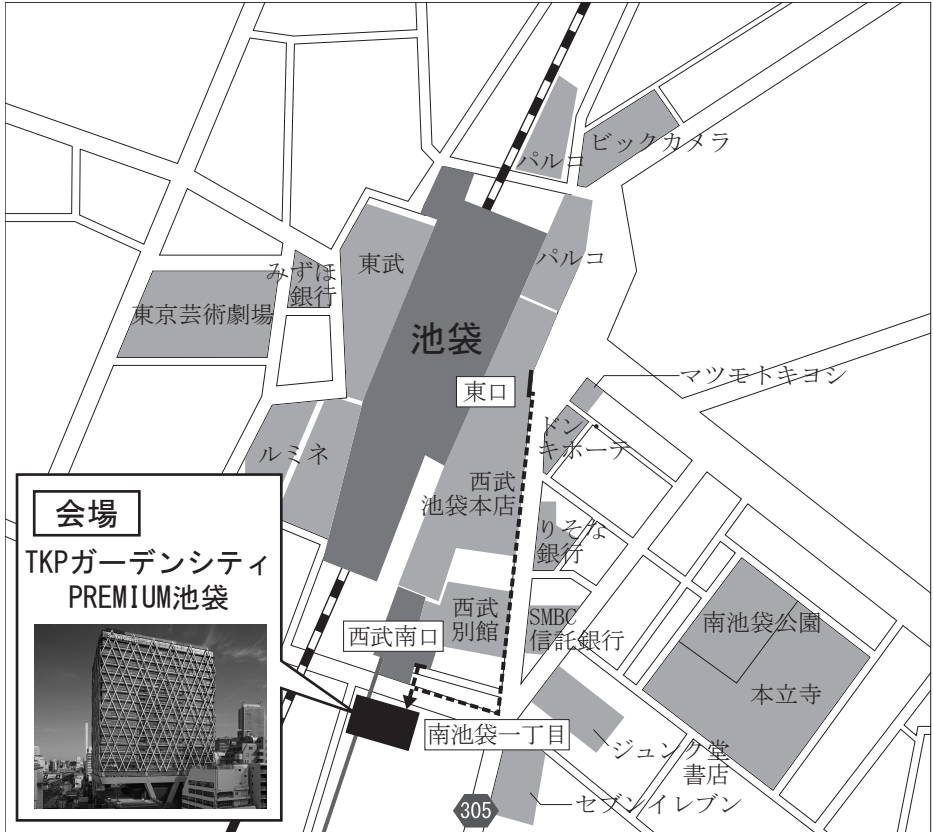 ビックカメラ
パルコ
パルコ
東武
みずほ
銀行
東京芸術劇場
池袋
東口
マツモトキヨシ
ドン・
キホーテ
ルミネ
西武
池袋本店
りそな
銀行
会場
TKPガーデンシティ
PREMIUM池袋
西武
別館
SMBC
信託銀行
西武南口
南池袋公園
本立寺
南池袋一丁目
ジュンク堂
書店
セブンイレブン
305